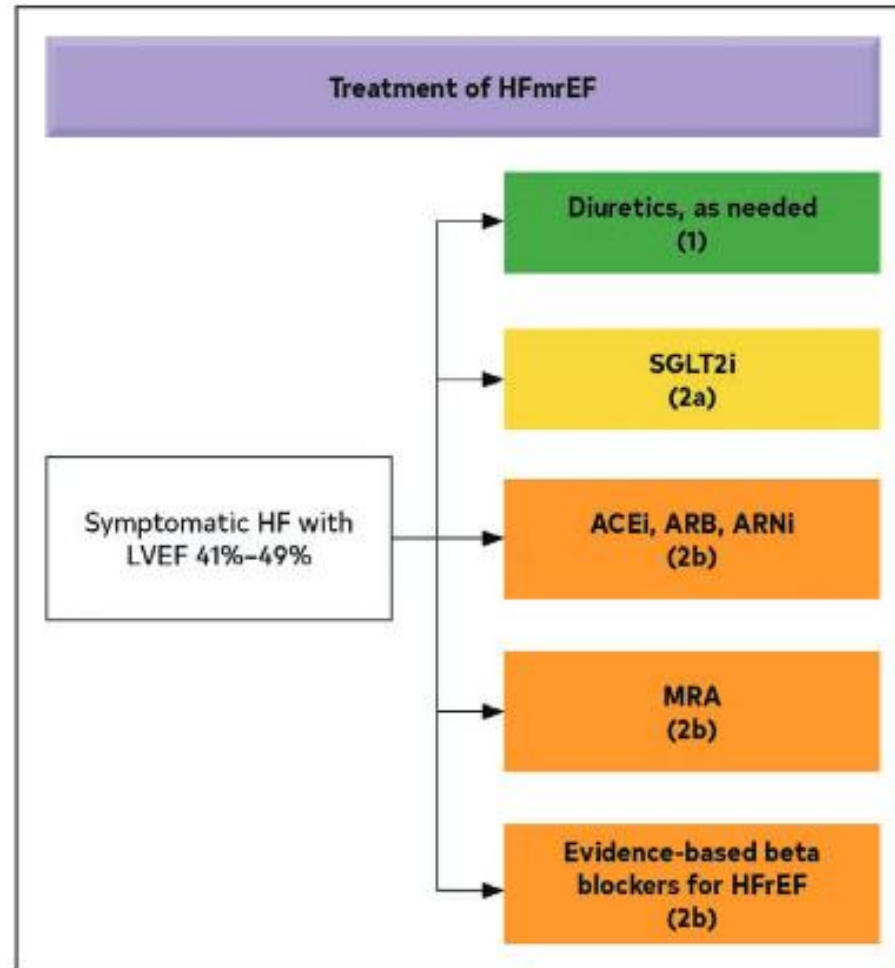 Treatment of HFmrEF
Symptomatic HF with
LVEF 41%–49%
Diuretics, as needed
(1)
SGLT2i
(2a)
ACEi, ARB, ARNi
(2b)
MRA
(2b)
Evidence-based beta
blockers for HFrEF
(2b)